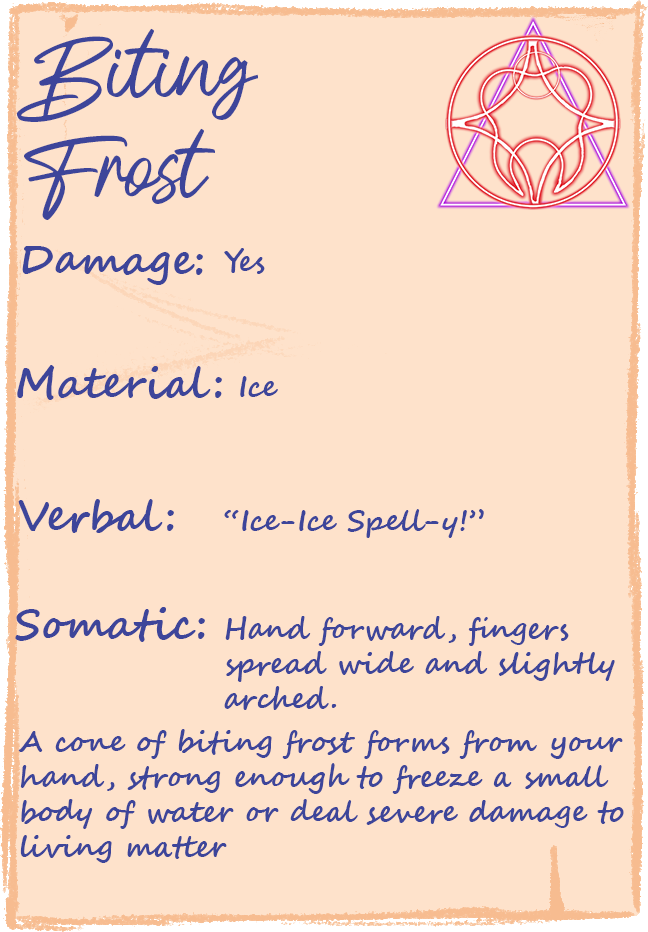 Biting
Frost
Damage: Yes
Material: Ice
Verbal: “Ice-Ice Spell-y!”
Somatic: Hand forward, fingers
spread wide and slightly
arched.
A cone of biting frost forms from your
hand, strong enough to freeze a small
body of water or deal severe damage to
living matter